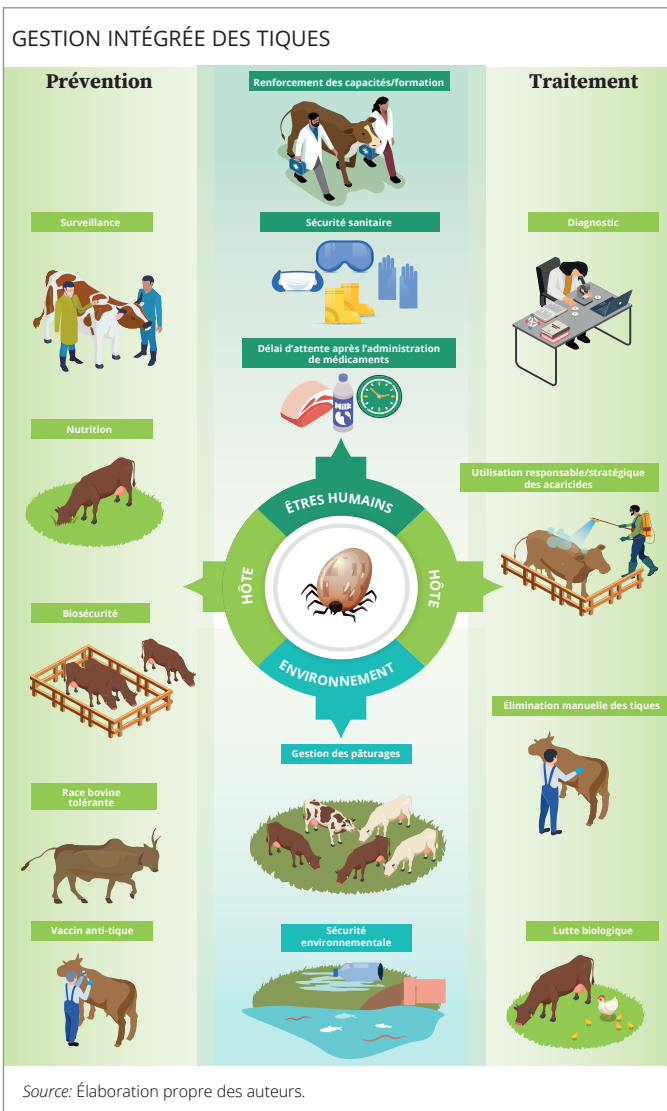 GESTION INTÉGRÉE DES TIQUES
Prévention
Surveillance
Nutrition
Biosécurité
Race bovine
tolérante
Vaccin anti-tique
Renforcement des capacités/formation
Sécurité sanitaire
Délai d'attente après l'administration
de médicaments
Milk
ÊTRES HUMAINS
HÔTE
HÔTE
ENVIRONNEMENT
Gestion des pâturages
Sécurité
environnementale
Traitement
Diagnostic
Utilisation responsable/stratégique
des acaricides
Élimination manuelle des tiques
Lutte biologique
Source: Élaboration propre des auteurs.